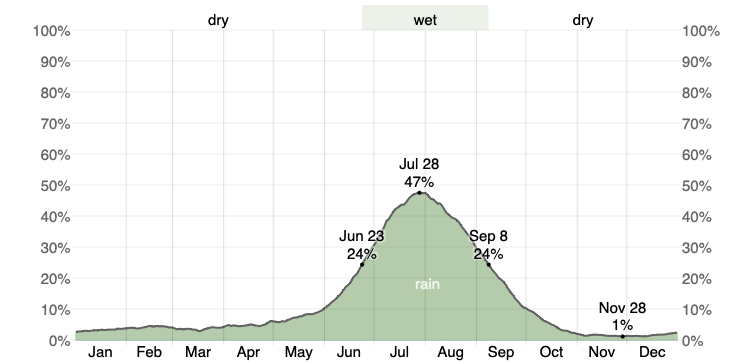 dry wet dry
100% 100%
90% 90%
80% 80%
70% 70%
60% 60%
50% 50%
40% 40%
30% 30%
20% 20%
10% 10%
0% 0%
Jul 28
47%
Jun 23
24%
Sep 8
24%
rain
Nov 28
1%
Jan Feb Mar Apr May Jun Jul Aug Sep Oct Nov Dec